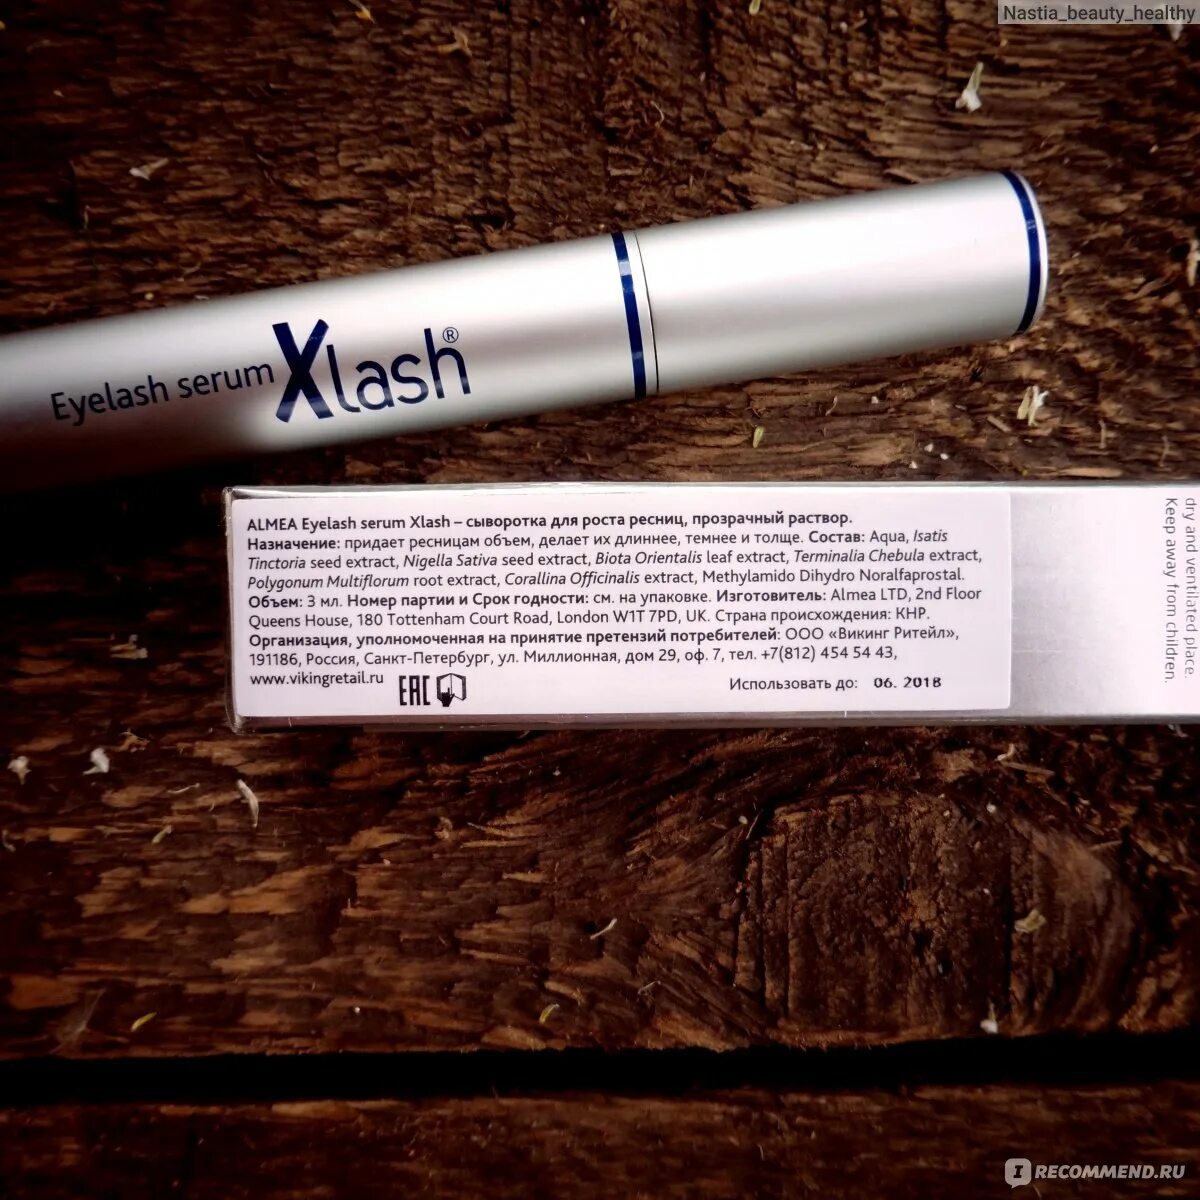 Nastia_beauty_healthy
Eyelash serum Xlash®
ALMEA Eyelash serum Xlash – сыворотка для роста ресниц, прозрачный раствор.
Назначение: придает ресницам объем, делает их длиннее, темнее и толще. Состав: Aqua, Isatis
Tinctoria seed extract, Nigella Sativa seed extract, Biota Orientalis leaf extract, Terminalia Chebula extract,
Polygonum Multiflorum root extract, Corallina Officinalis extract, Methylamido Dihydro Noralfaprostal.
Объем: 3 мл. Номер партии и Срок годности: см. на упаковке. Изготовитель: Almea LTD, 2nd Floor
Queens House, 180 Tottenham Court Road, London W1T 7PD, UK. Страна происхождения: КНР.
Организация, уполномоченная на принятие претензий потребителей: ООО «Викинг Ритейл»,
191186, Россия, Санкт-Петербург, ул. Миллионная, дом 29, оф. 7, тел. +7(812) 454 54 43,
www.vikingretail.ru EAC
Использовать до: 06. 2018
dry and ventilated place.
Keep away from children.
I RECOMMEND.RU